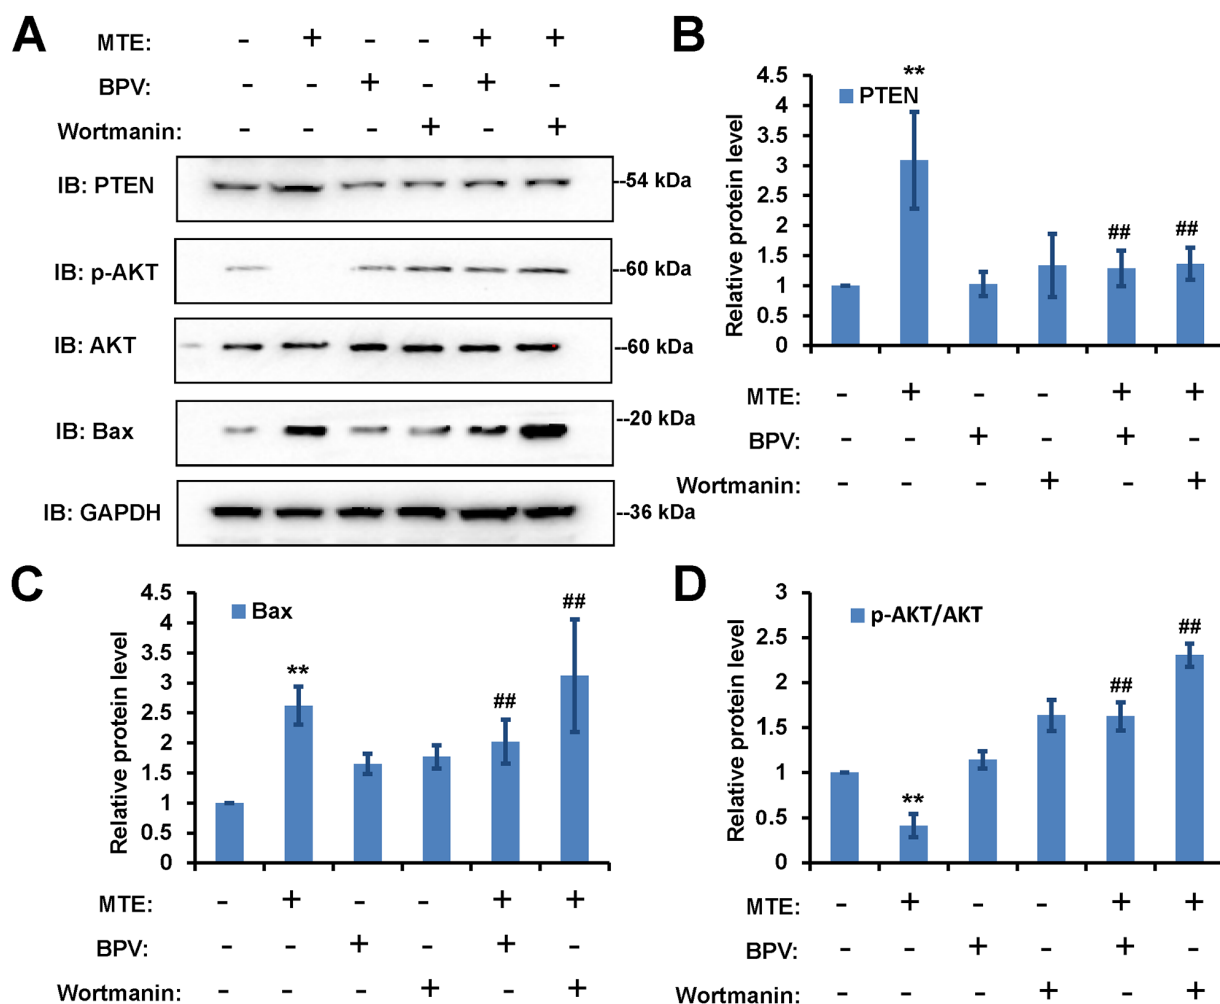 A
MTE: - + - - + +
BPV: - - + - + -
Wortmanin: - - - + - +
IB: PTEN --54 kDa
IB: p-AKT --60 kDa
IB: AKT --60 kDa
IB: Bax --20 kDa
IB: GAPDH --36 kDa
B
Relative protein level
4.5
4
3.5
3
2.5
2
1.5
1
0.5
0
PTEN
**
##
##
MTE: - + - - + +
BPV: - - + - + -
Wortmanin: - - - + - +
C
Relative protein level
4.5
4
3.5
3
2.5
2
1.5
1
0.5
0
Bax
**
##
##
MTE: - + - - + +
BPV: - - + - + -
Wortmanin: - - - + - +
D
Relative protein level
3
2.5
2
1.5
1
0.5
0
p-AKT/AKT
**
##
##
MTE: - + - - + +
BPV: - - + - + -
Wortmanin: - - - + - +